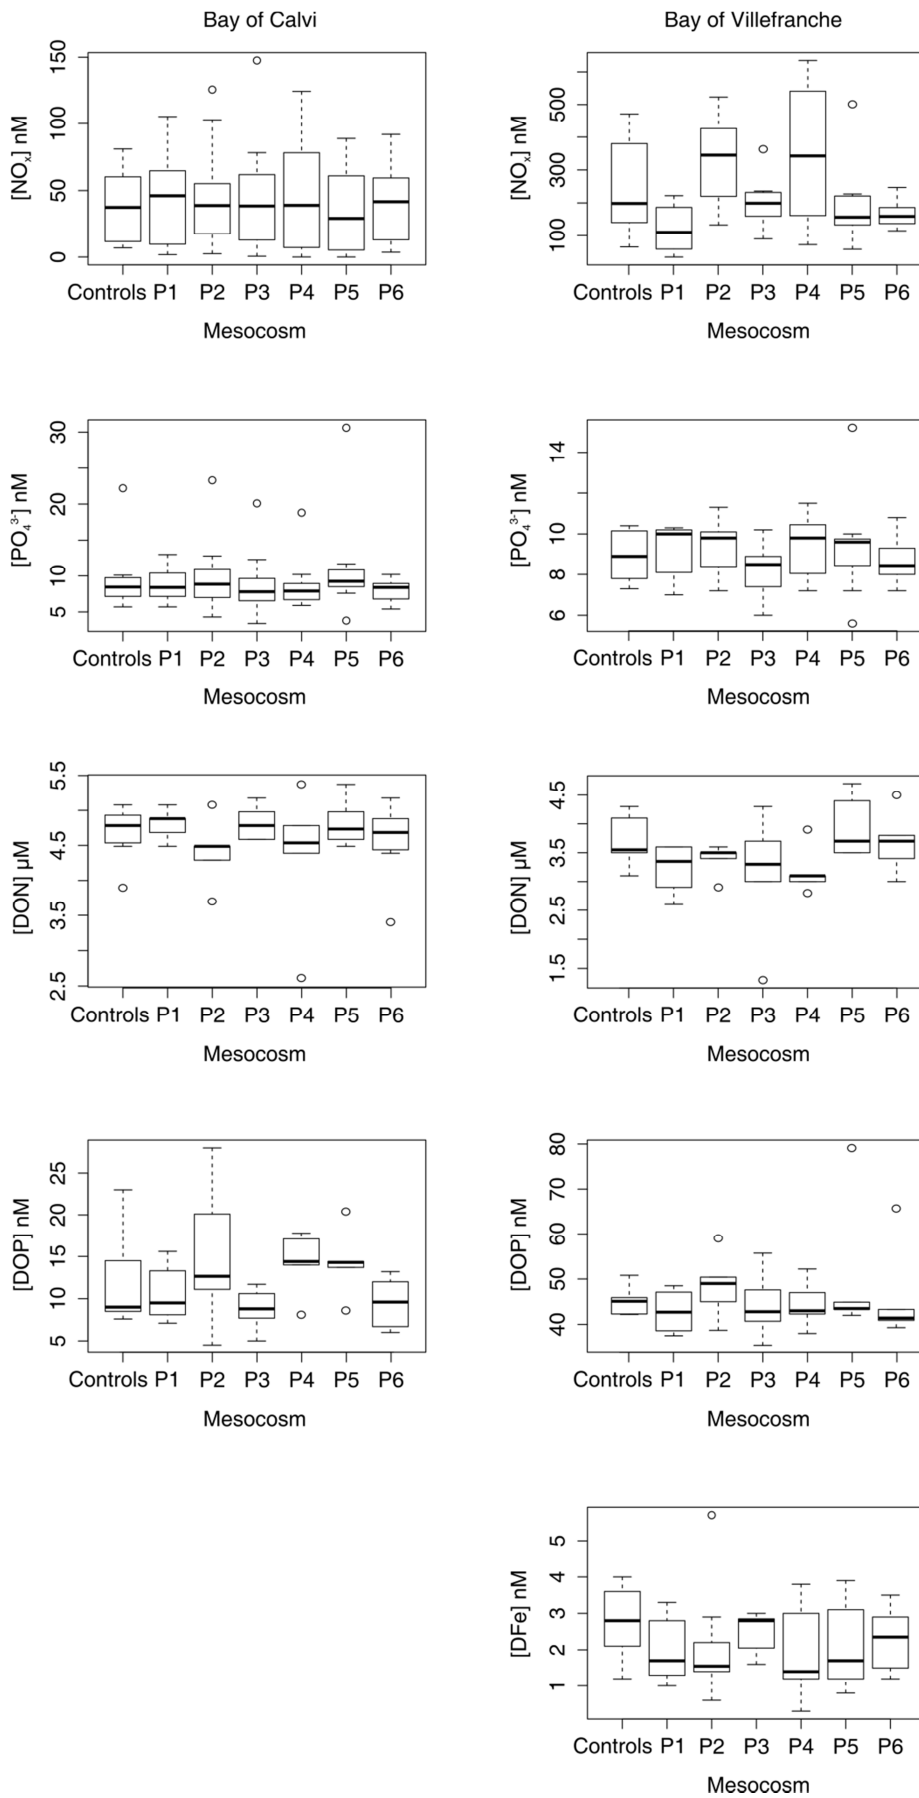 Bay of Calvi
Bay of Villefranche
[NOx] nM
150
100
50
0
Controls P1 P2 P3 P4 P5 P6
Mesocosm
[NOx] nM
500
300
100
Controls P1 P2 P3 P4 P5 P6
Mesocosm
[PO₄³⁻] nM
30
20
10
5
Controls P1 P2 P3 P4 P5 P6
Mesocosm
[PO₄³⁻] nM
14
10
8
6
Controls P1 P2 P3 P4 P5 P6
Mesocosm
[DON] µM
5.5
4.5
3.5
2.5
Controls P1 P2 P3 P4 P5 P6
Mesocosm
[DON] µM
4.5
3.5
2.5
1.5
Controls P1 P2 P3 P4 P5 P6
Mesocosm
[DOP] nM
25
20
15
10
5
Controls P1 P2 P3 P4 P5 P6
Mesocosm
[DOP] nM
80
70
60
50
40
Controls P1 P2 P3 P4 P5 P6
Mesocosm
[DFe] nM
5
4
3
2
1
Controls P1 P2 P3 P4 P5 P6
Mesocosm